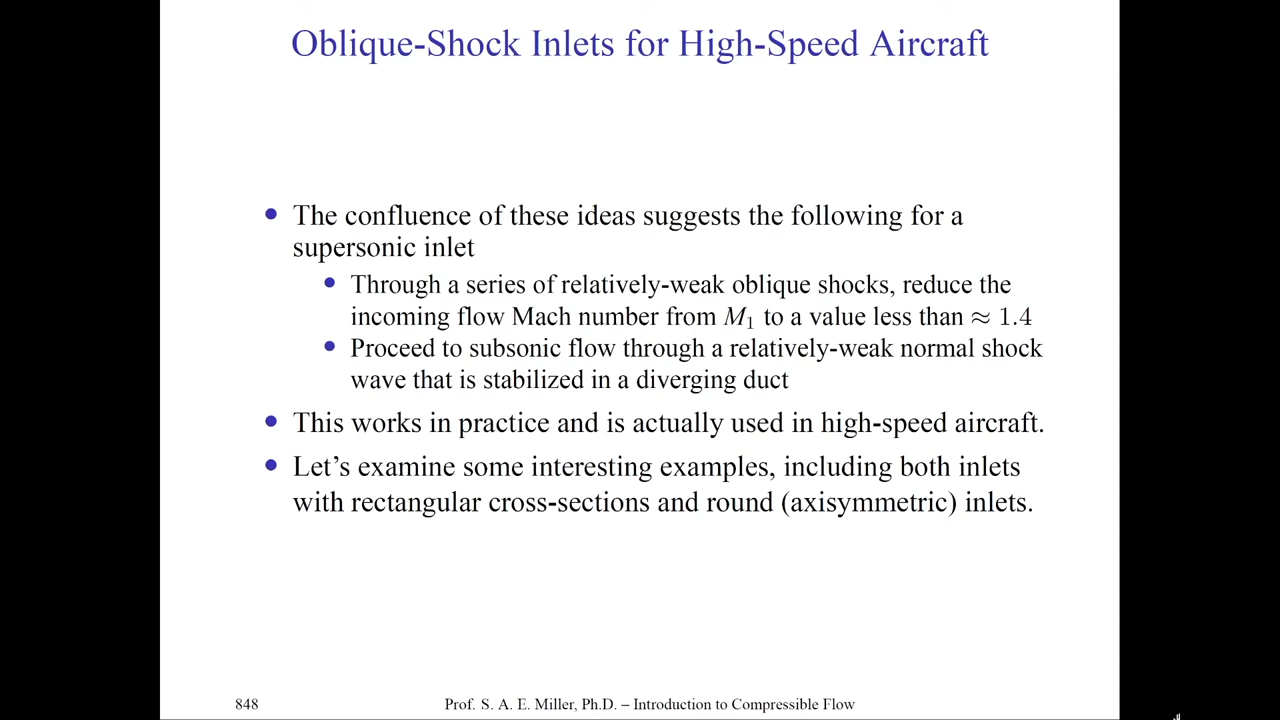 Oblique-Shock Inlets for High-Speed Aircraft
• The confluence of these ideas suggests the following for a
supersonic inlet
• Through a series of relatively-weak oblique shocks, reduce the
incoming flow Mach number from M₁ to a value less than ≈ 1.4
• Proceed to subsonic flow through a relatively-weak normal shock
wave that is stabilized in a diverging duct
• This works in practice and is actually used in high-speed aircraft.
• Let's examine some interesting examples, including both inlets
with rectangular cross-sections and round (axisymmetric) inlets.
848 Prof. S. A. E. Miller, Ph.D. – Introduction to Compressible Flow